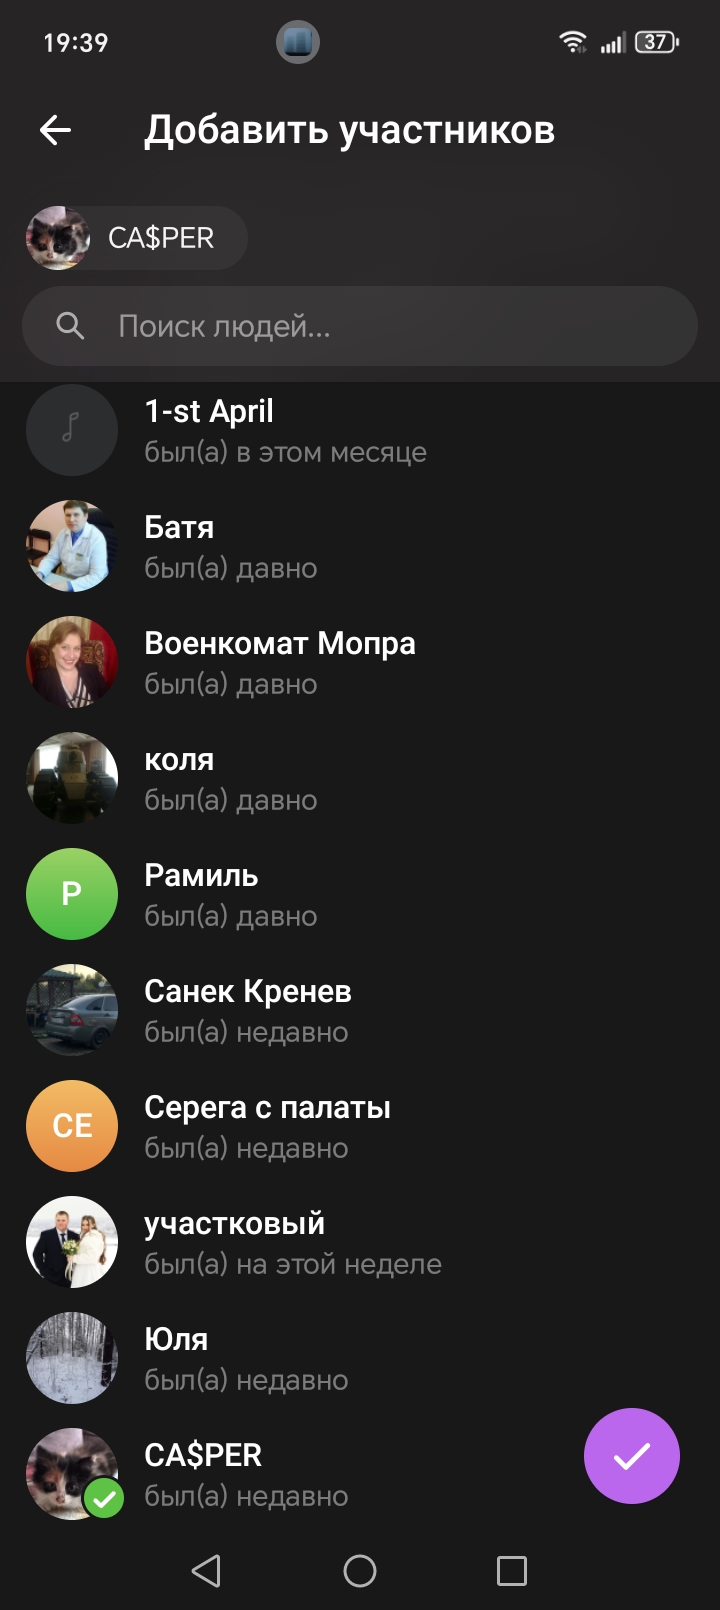 19:39
37
Добавить участников
CA$PER
Поиск людей...
1-st April
был(а) в этом месяце
Батя
был(а) давно
Военкомат Мопра
был(а) давно
коля
был(а) давно
Р
Рамиль
был(а) давно
Санек Кренев
был(а) недавно
СЕ
Серега с палаты
был(а) недавно
участковый
был(а) на этой неделе
Юля
был(а) недавно
CA$PER
был(а) недавно